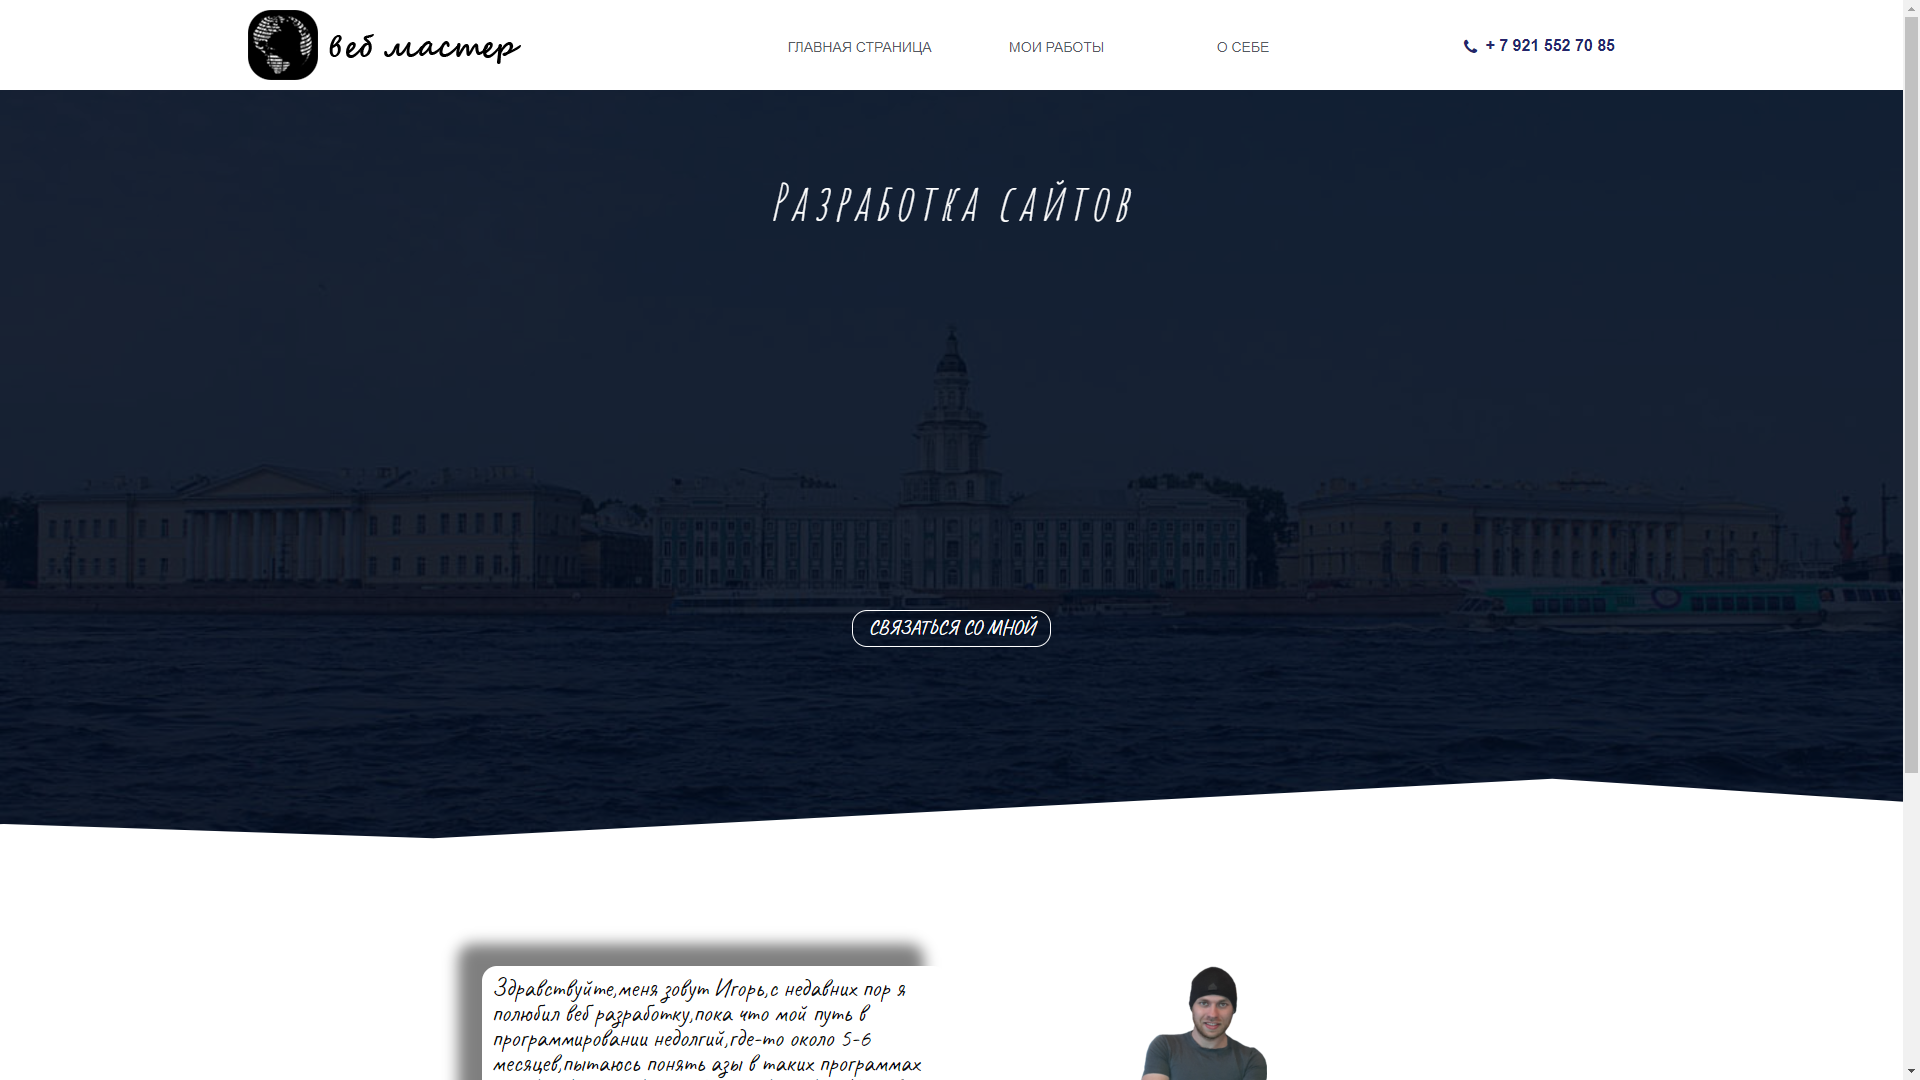 веб мастер
ГЛАВНАЯ СТРАНИЦА
МОИ РАБОТЫ
О СЕБЕ
+ 7 921 552 70 85
Разработка сайтов
СВЯЗАТЬСЯ СО МНОЙ
Здравствуйте,меня зовут Игорь,с недавних пор я
полюбил веб разработку,пока что мой путь в
программировании недолгий,где-то около 5-6
месяцев,пытаюсь понять азы в таких программах